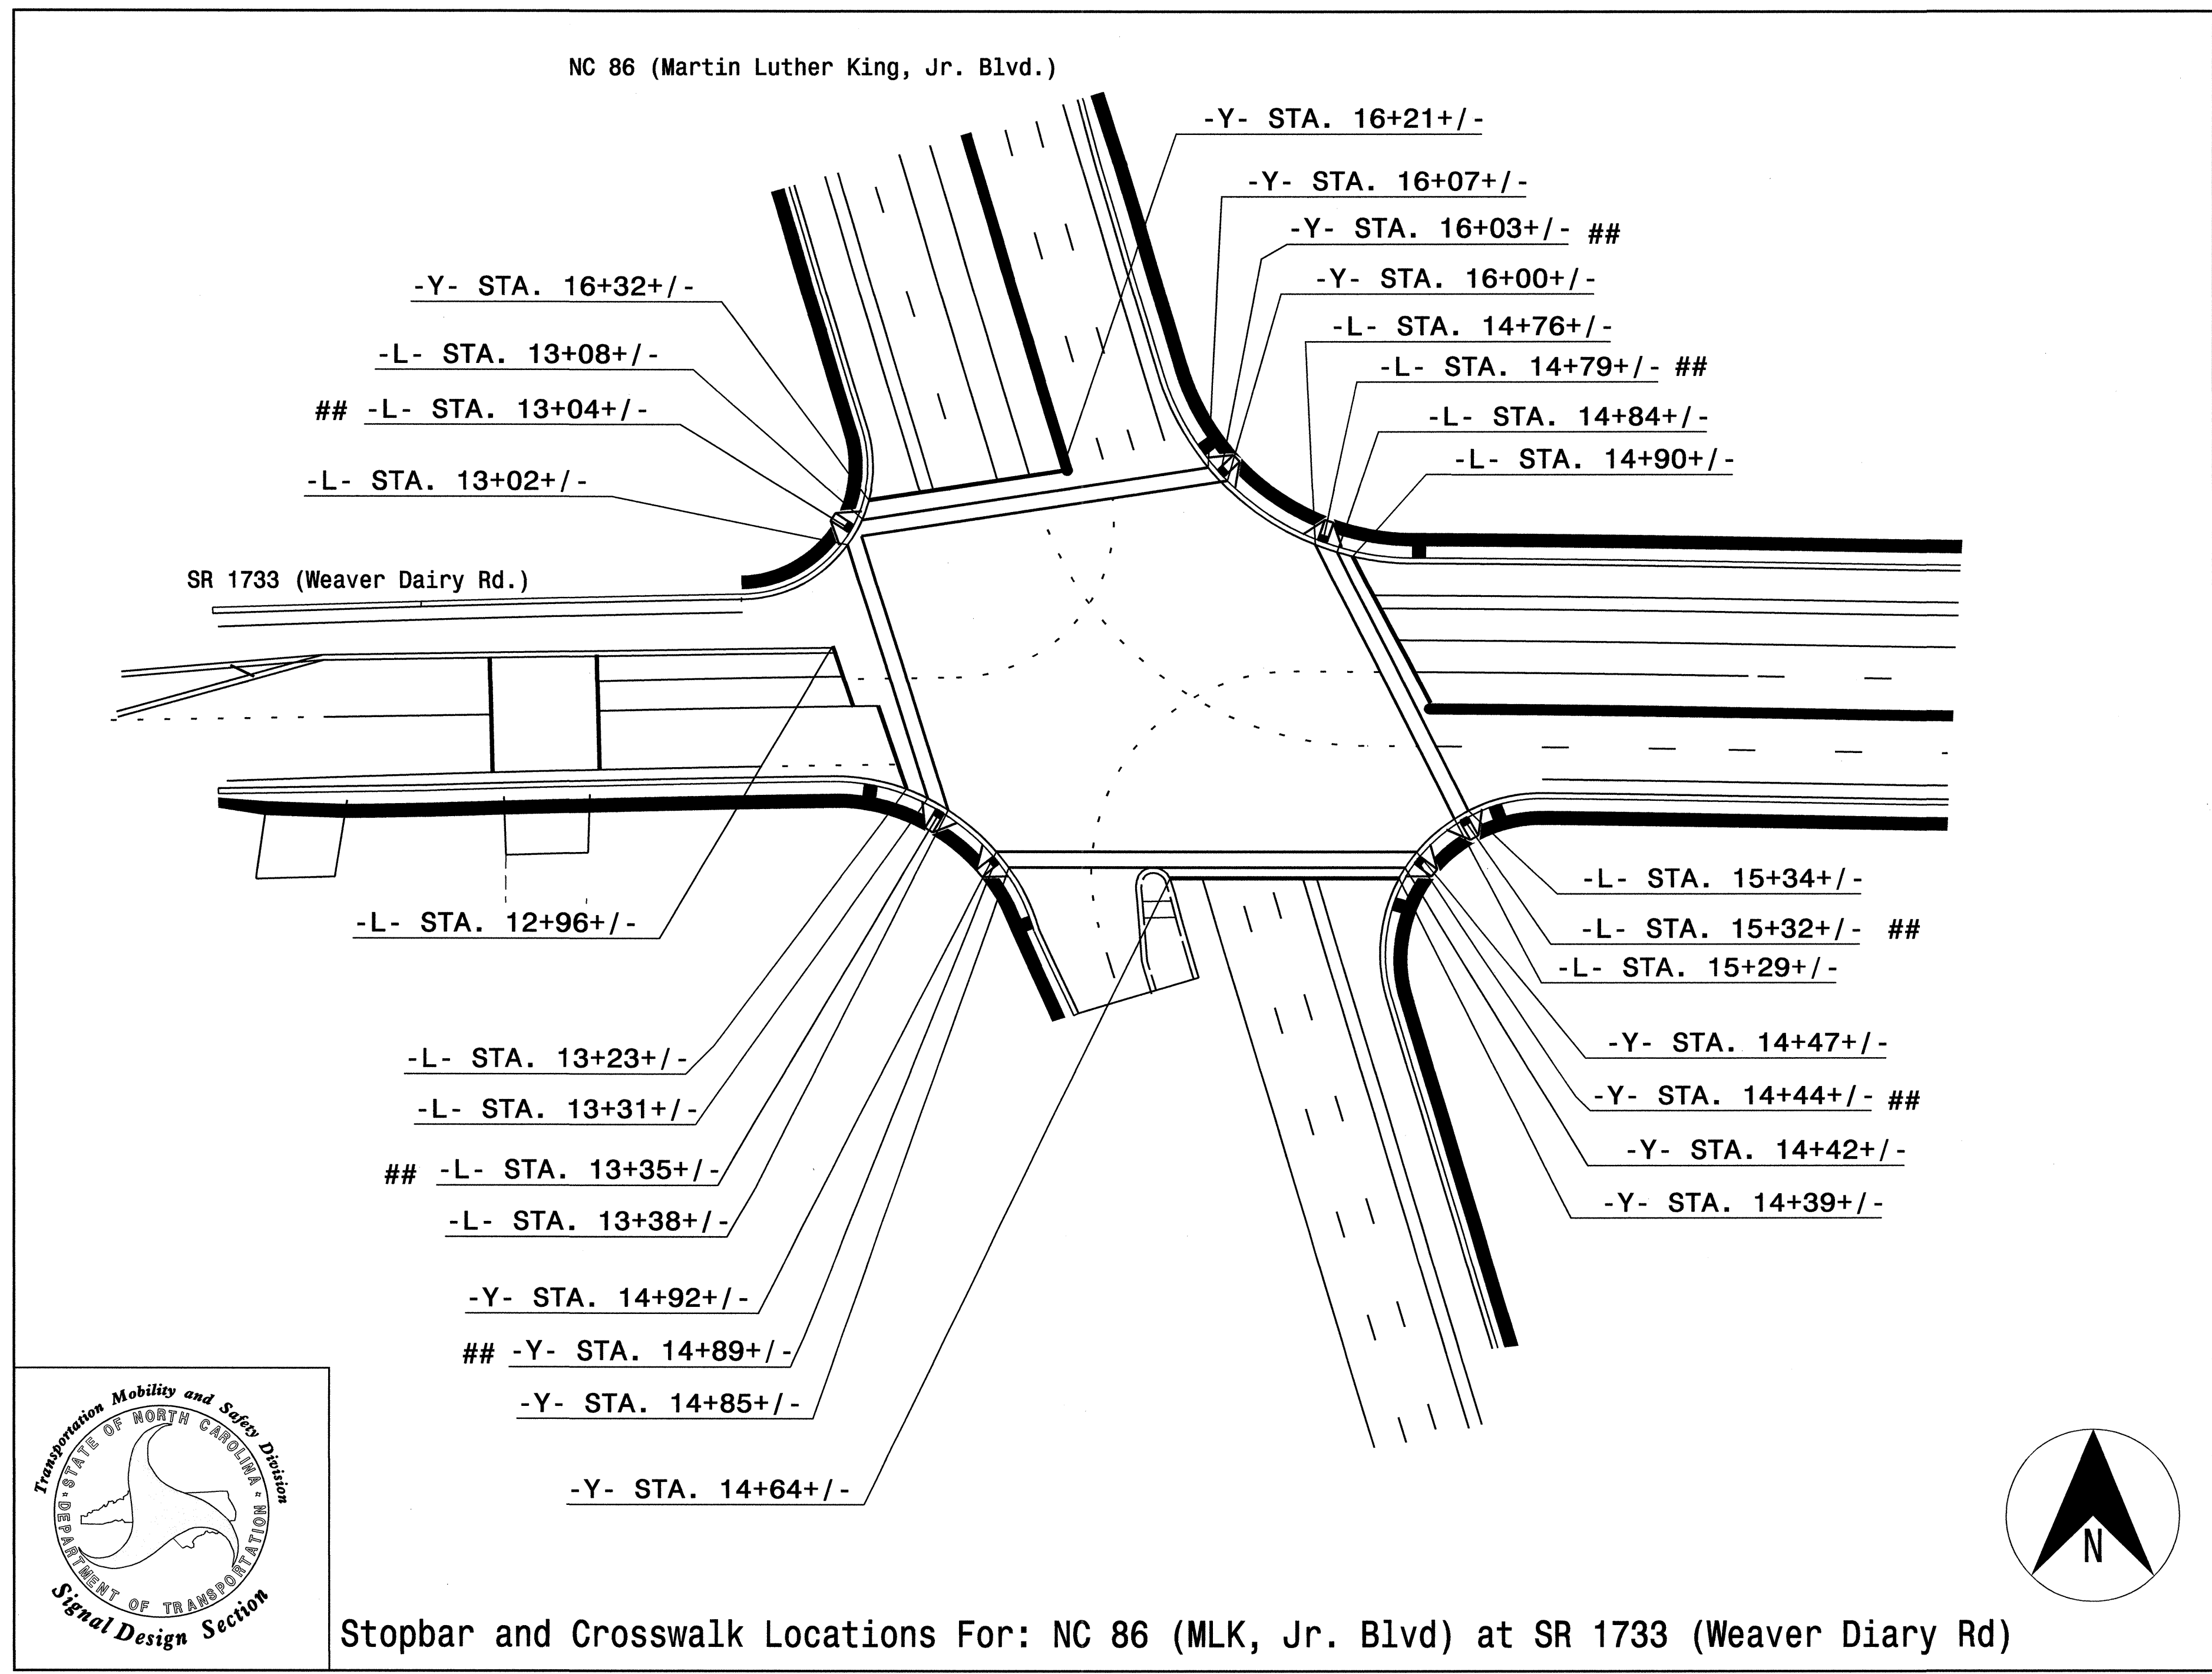 NC 86 (Martin Luther King, Jr. Blvd.)
-Y- STA. 16+21+/-
-Y- STA. 16+07+/-
-Y- STA. 16+03+/- ##
-Y- STA. 16+00+/-
-L- STA. 14+76+/-
-L- STA. 14+79+/- ##
-L- STA. 14+84+/-
-L- STA. 14+90+/-
-Y- STA. 16+32+/-
-L- STA. 13+08+/-
## -L- STA. 13+04+/-
-L- STA. 13+02+/-
SR 1733 (Weaver Dairy Rd.)
-L- STA. 12+96+/-
-L- STA. 13+23+/-
-L- STA. 13+31+/-
## -L- STA. 13+35+/-
-L- STA. 13+38+/-
-Y- STA. 14+92+/-
## -Y- STA. 14+89+/-
-Y- STA. 14+85+/-
-Y- STA. 14+64+/-
-L- STA. 15+34+/-
-L- STA. 15+32+/- ##
-L- STA. 15+29+/-
-Y- STA. 14+47+/-
-Y- STA. 14+44+/- ##
-Y- STA. 14+42+/-
-Y- STA. 14+39+/-
Transportation Mobility and Safety Division
STATE OF NORTH CAROLINA
DEPARTMENT OF TRANSPORTATION
Signal Design Section
N
Stopbar and Crosswalk Locations For: NC 86 (MLK, Jr. Blvd) at SR 1733 (Weaver Diary Rd)